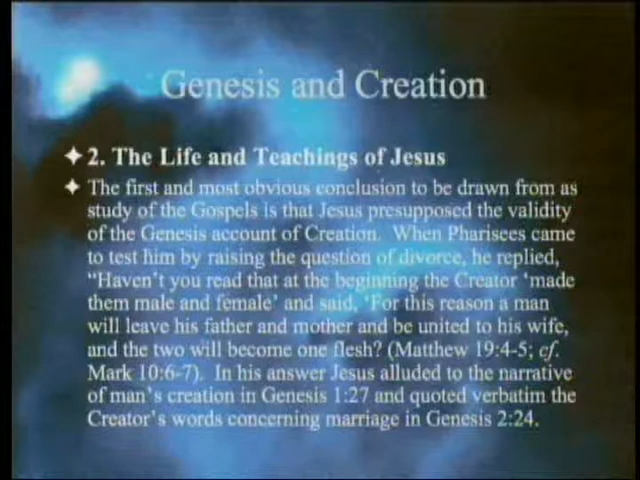 Genesis and Creation
2. The Life and Teachings of Jesus
The first and most obvious conclusion to be drawn from as
study of the Gospels is that Jesus presupposed the validity
of the Genesis account of Creation. When Pharisees came
to test him by raising the question of divorce, he replied,
“Haven’t you read that at the beginning the Creator ‘made
them male and female’ and said, ‘For this reason a man
will leave his father and mother and be united to his wife,
and the two will become one flesh? (Matthew 19:4-5; cf.
Mark 10:6-7). In his answer Jesus alluded to the narrative
of man’s creation in Genesis 1:27 and quoted verbatim the
Creator’s words concerning marriage in Genesis 2:24.